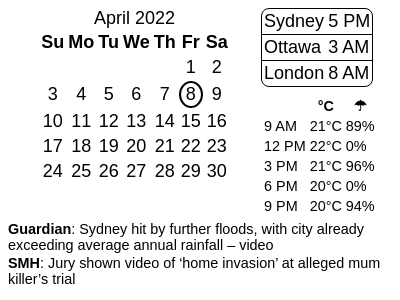 April 2022
Su Mo Tu We Th Fr Sa
1 2
3 4 5 6 7 8 9
10 11 12 13 14 15 16
17 18 19 20 21 22 23
24 25 26 27 28 29 30
Sydney 5 PM
Ottawa 3 AM
London 8 AM
°C ☂
9 AM 21°C 89%
12 PM 22°C 0%
3 PM 21°C 96%
6 PM 20°C 0%
9 PM 20°C 94%
Guardian: Sydney hit by further floods, with city already
exceeding average annual rainfall – video
SMH: Jury shown video of ‘home invasion’ at alleged mum
killer’s trial